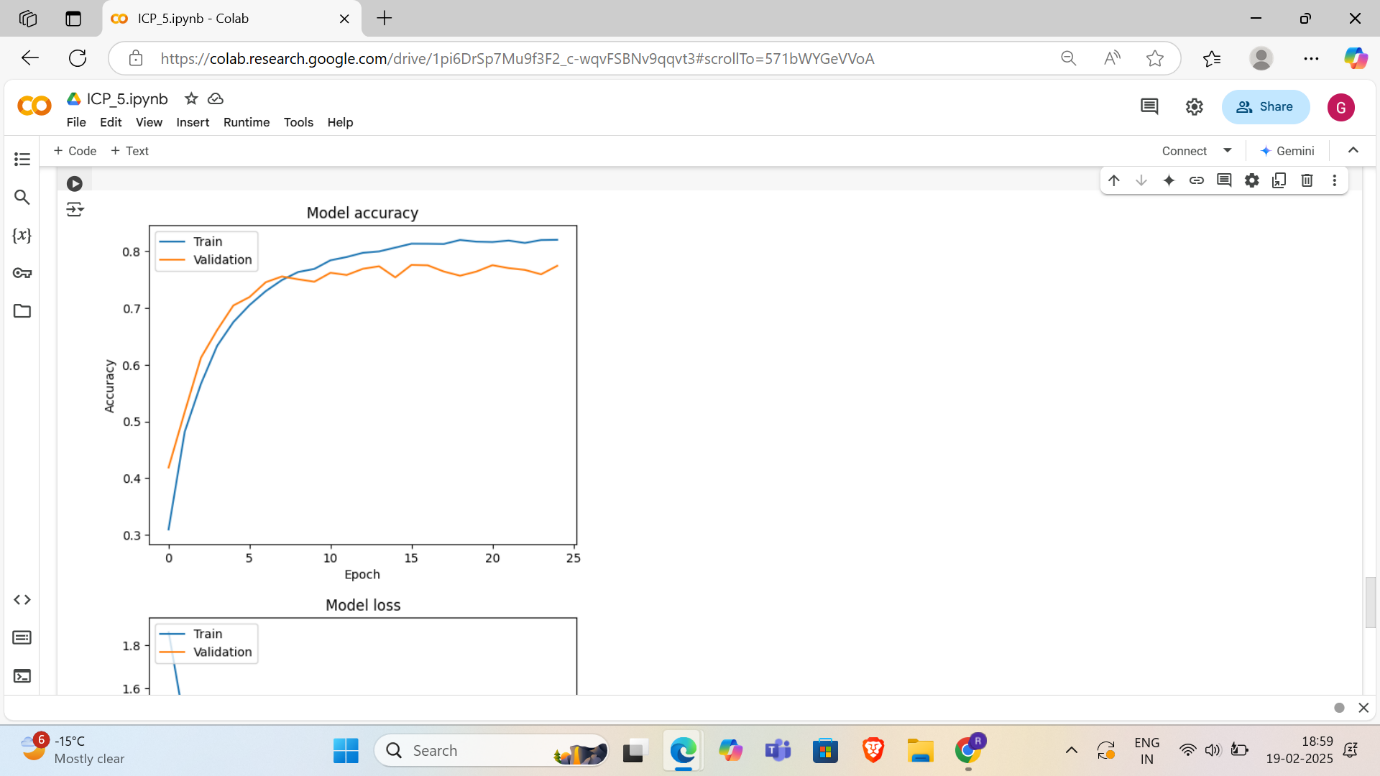 ICP_5.ipynb - Colab
https://colab.research.google.com/drive/1pi6DrSp7Mu9f3F2_c-wqvFSBNv9qqvt3#scrollTo=571bWYGeVVoA
ICP_5.ipynb
File Edit View Insert Runtime Tools Help
Share
G
+ Code + Text
Connect
Gemini
{x}
Model accuracy
Train
Validation
0.8
0.7
0.6
0.5
0.4
0.3
Accuracy
0 5 10 15 20 25
Epoch
Model loss
Train
Validation
1.8
1.6
6
-15°C
Mostly clear
Search
R
ENG
IN
18:59
19-02-2025